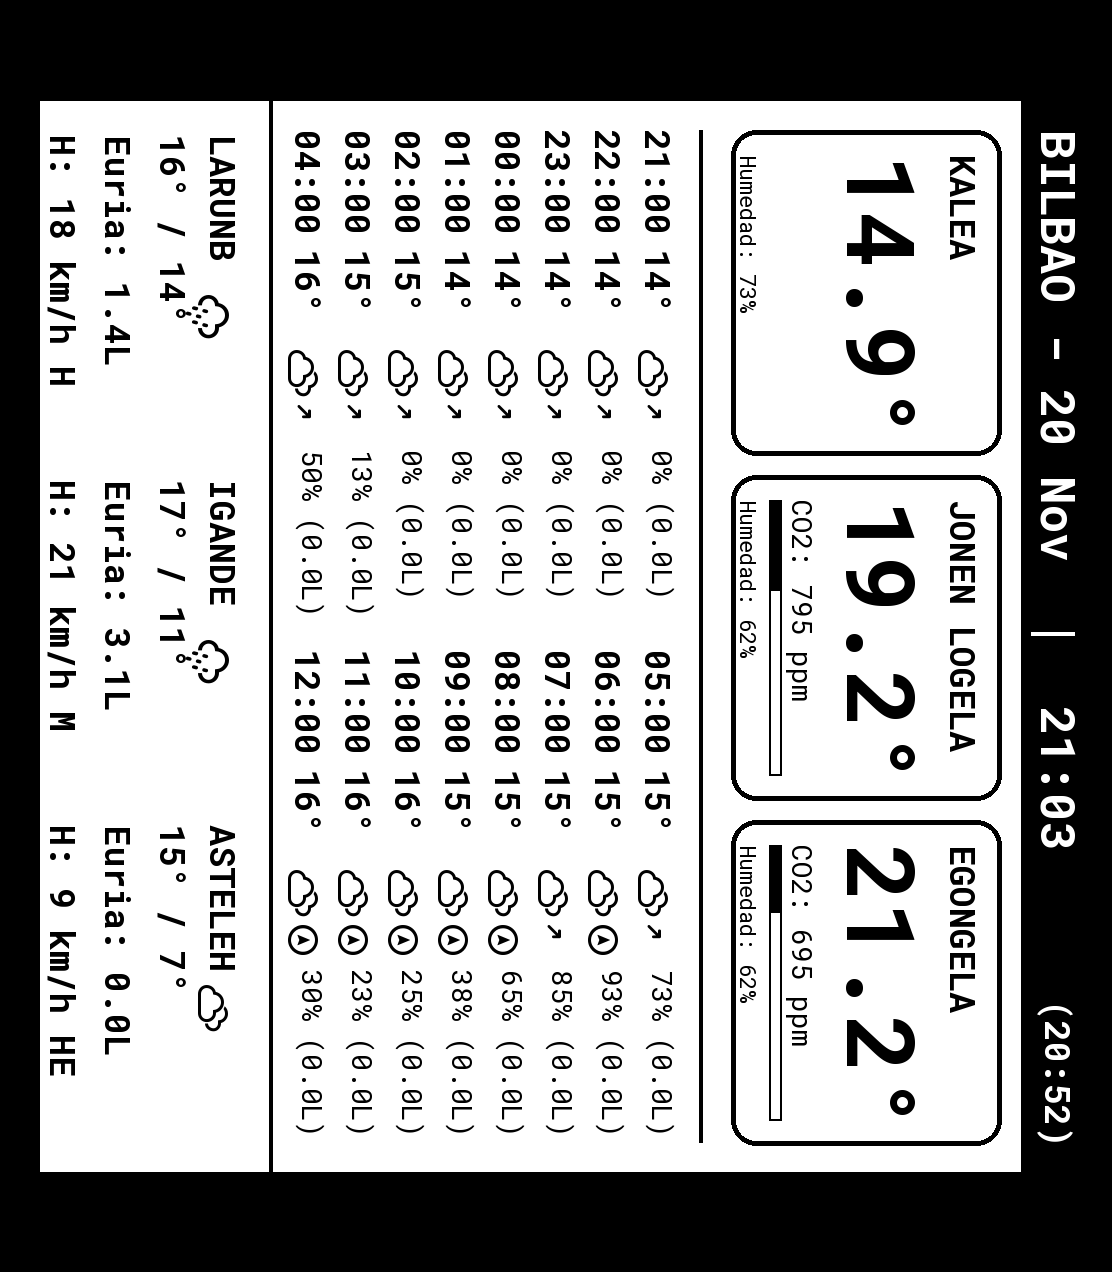 BILBAO - 20 Nov | 21:03 (20:52)
KALEA
14.9°
Humedad: 73%
JONEN LOGELA
19.2°
CO2: 795 ppm
Humedad: 62%
EGONGELA
21.2°
CO2: 695 ppm
Humedad: 62%
21:00 14° 0% (0.0L)
22:00 14° 0% (0.0L)
23:00 14° 0% (0.0L)
00:00 14° 0% (0.0L)
01:00 14° 0% (0.0L)
02:00 15° 0% (0.0L)
03:00 15° 13% (0.0L)
04:00 16° 50% (0.0L)
05:00 15° 73% (0.0L)
06:00 15° 93% (0.0L)
07:00 15° 85% (0.0L)
08:00 15° 65% (0.0L)
09:00 15° 38% (0.0L)
10:00 16° 25% (0.0L)
11:00 16° 23% (0.0L)
12:00 16° 30% (0.0L)
LARUNB
16° / 14°
Euria: 1.4L
H: 18 km/h H
IGANDE
17° / 11°
Euria: 3.1L
H: 21 km/h M
ASTELEH
15° / 7°
Euria: 0.0L
H: 9 km/h HE